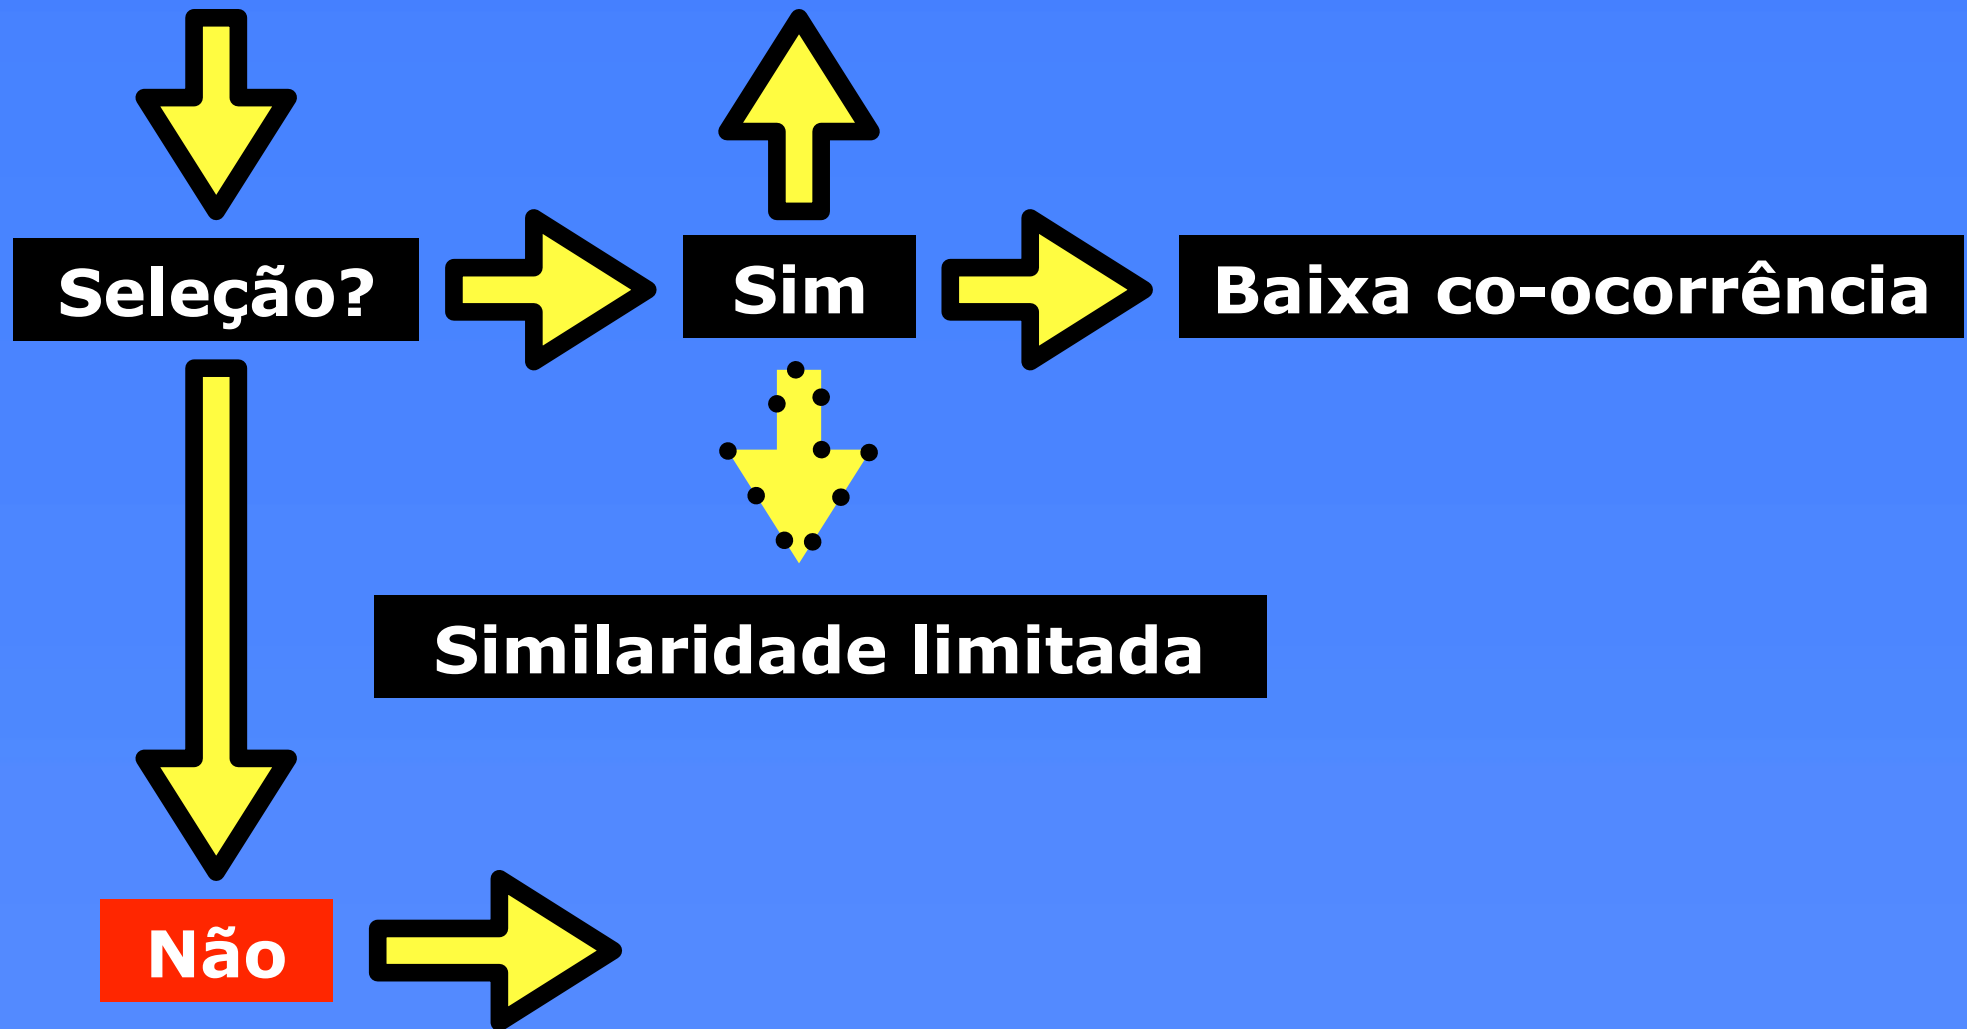 Seleção?
Sim
Baixa co-ocorrência
Similaridade limitada
Não